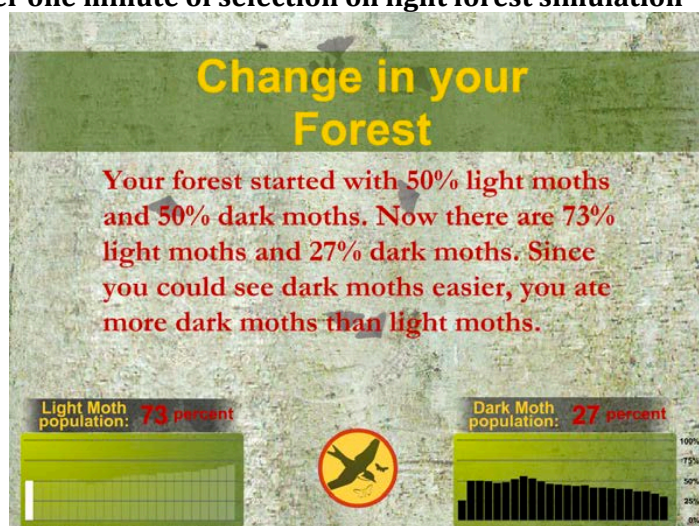 one minute of selection on light forest simulation
Change in your
Forest
Your forest started with 50% light moths
and 50% dark moths. Now there are 73%
light moths and 27% dark moths. Since
you could see dark moths easier, you ate
more dark moths than light moths.
Light Moth
population: 73 percent
Dark Moth
population: 27 percent
100%
75%
50%
25%
0%